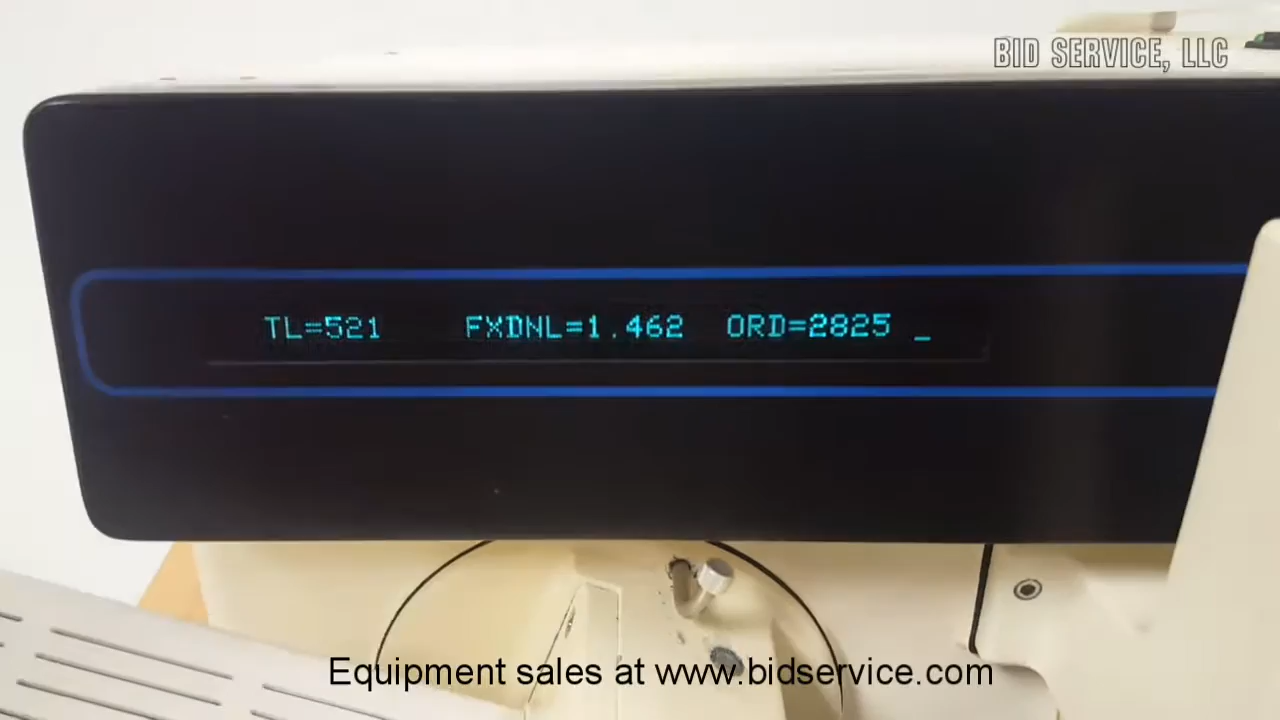 BID SERVICE, LLC
TL=521 FXDNL=1.462 ORD=2825 _
Equipment sales at www.bidservice.com